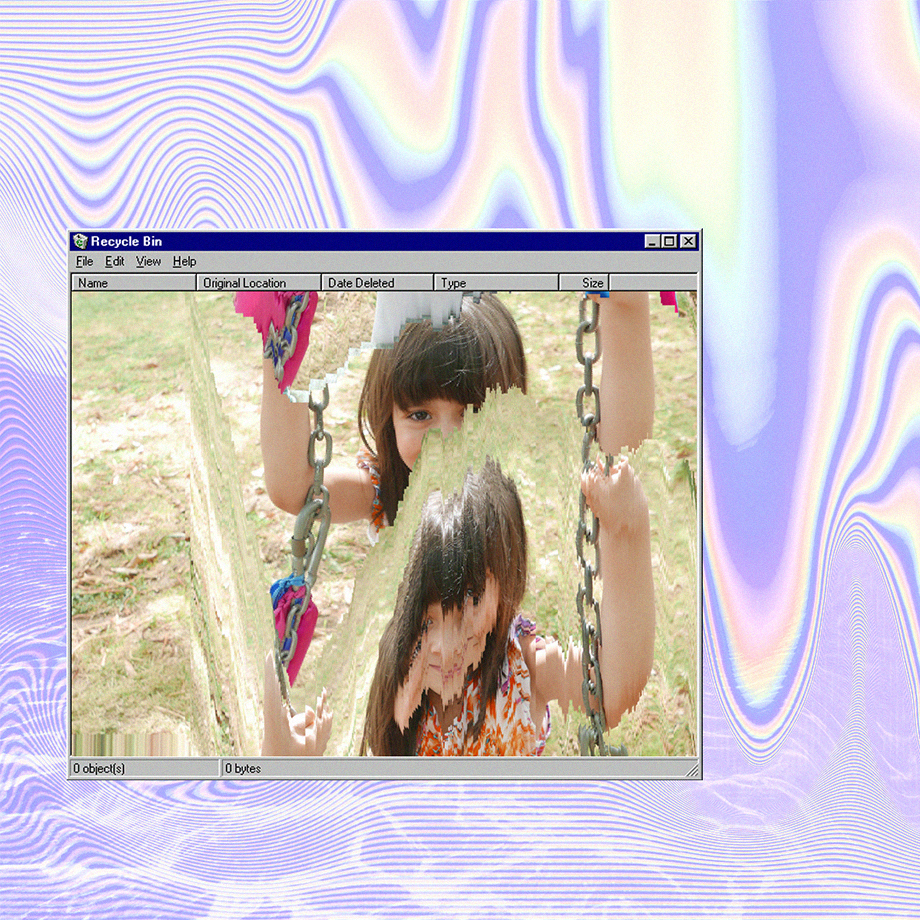 Recycle Bin
File Edit View Help
Name Original Location Date Deleted Type Size
0 object(s) 0 bytes